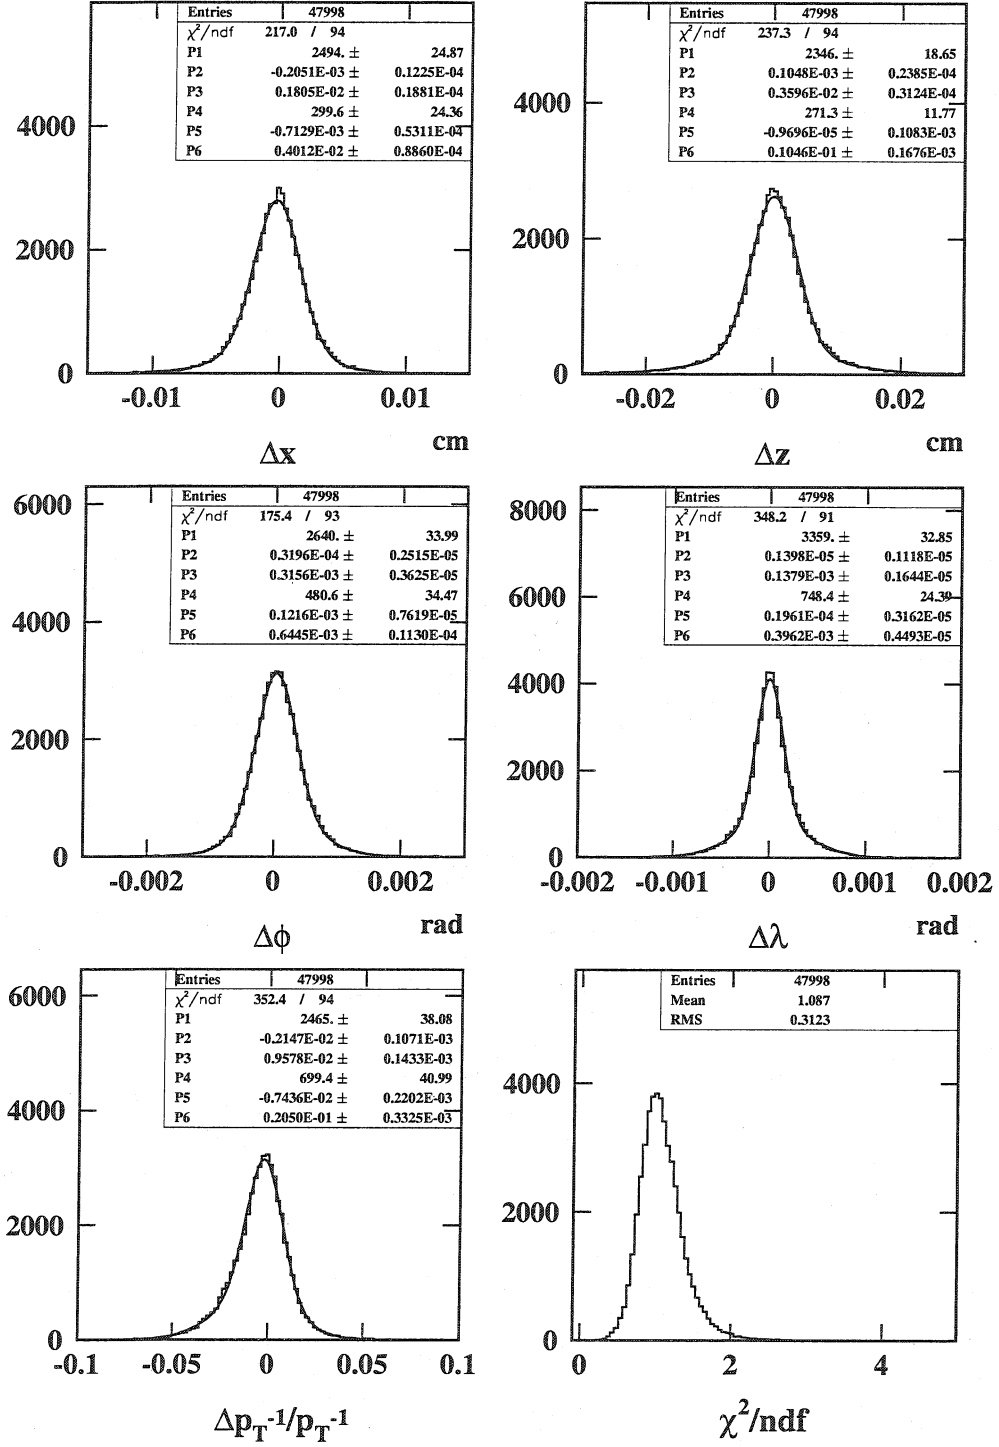 Entries 47998
χ²/ndf 217.0 / 94
P1 2494. ± 24.87
P2 -0.2051E-03 ± 0.1225E-04
P3 0.1805E-02 ± 0.1881E-04
P4 299.6 ± 24.36
P5 -0.7129E-03 ± 0.5311E-04
P6 0.4012E-02 ± 0.8860E-04
4000
2000
0
-0.01 0 0.01
cm
Δx
Entries 47998
χ²/ndf 237.3 / 94
P1 2346. ± 18.65
P2 0.1048E-03 ± 0.2385E-04
P3 0.3596E-02 ± 0.3124E-04
P4 271.3 ± 11.77
P5 -0.9696E-05 ± 0.1083E-03
P6 0.1046E-01 ± 0.1676E-03
4000
2000
0
-0.02 0 0.02
cm
Δz
Entries 47998
χ²/ndf 175.4 / 93
P1 2640. ± 33.99
P2 0.3196E-04 ± 0.2515E-05
P3 0.3156E-03 ± 0.3625E-05
P4 480.6 ± 34.47
P5 0.1216E-03 ± 0.7619E-05
P6 0.6445E-03 ± 0.1130E-04
6000
4000
2000
0
-0.002 0 0.002
rad
Δϕ
Entries 47998
χ²/ndf 348.2 / 91
P1 3359. ± 32.85
P2 0.1398E-05 ± 0.1118E-05
P3 0.1379E-03 ± 0.1644E-05
P4 748.4 ± 24.39
P5 0.1961E-04 ± 0.3162E-05
P6 0.3962E-03 ± 0.4493E-05
8000
6000
4000
2000
0
-0.002 -0.001 0 0.001 0.002
rad
Δλ
Entries 47998
χ²/ndf 352.4 / 94
P1 2465. ± 38.08
P2 -0.2147E-02 ± 0.1071E-03
P3 0.9578E-02 ± 0.1433E-03
P4 699.4 ± 40.99
P5 -0.7436E-02 ± 0.2202E-03
P6 0.2050E-01 ± 0.3325E-03
6000
4000
2000
0
-0.1 -0.05 0 0.05 0.1
Δp_T⁻¹/p_T⁻¹
Entries 47998
Mean 1.087
RMS 0.3123
4000
2000
0
0 2 4
χ²/ndf